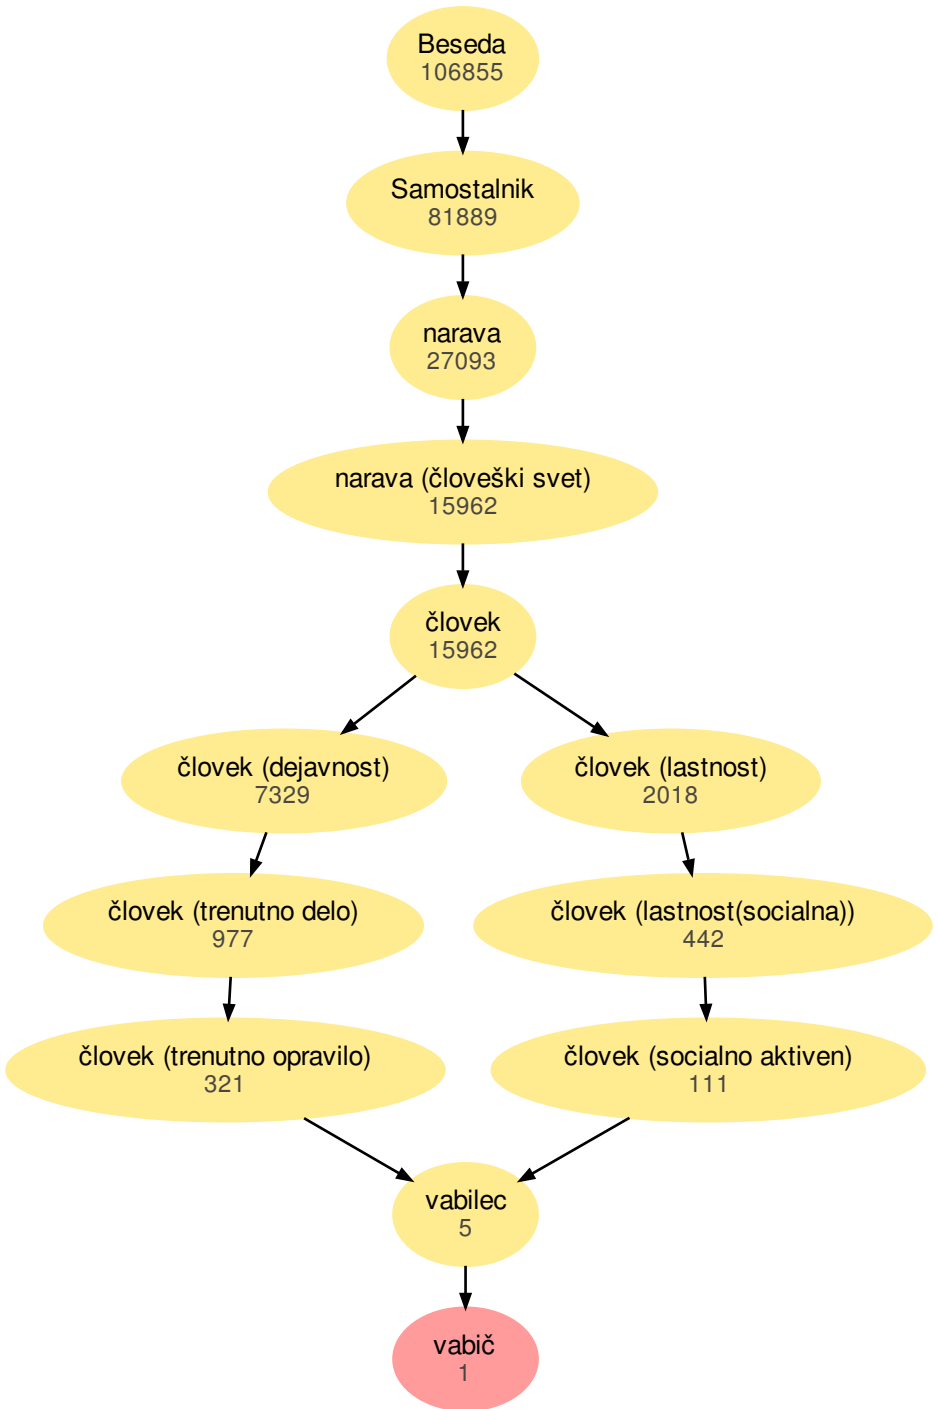 Beseda
106855
Samostalnik
81889
narava
27093
narava (človeški svet)
15962
človek
15962
človek (dejavnost)
7329
človek (lastnost)
2018
človek (trenutno delo)
977
človek (lastnost(socialna))
442
človek (trenutno opravilo)
321
človek (socialno aktiven)
111
vabilec
5
vabič
1